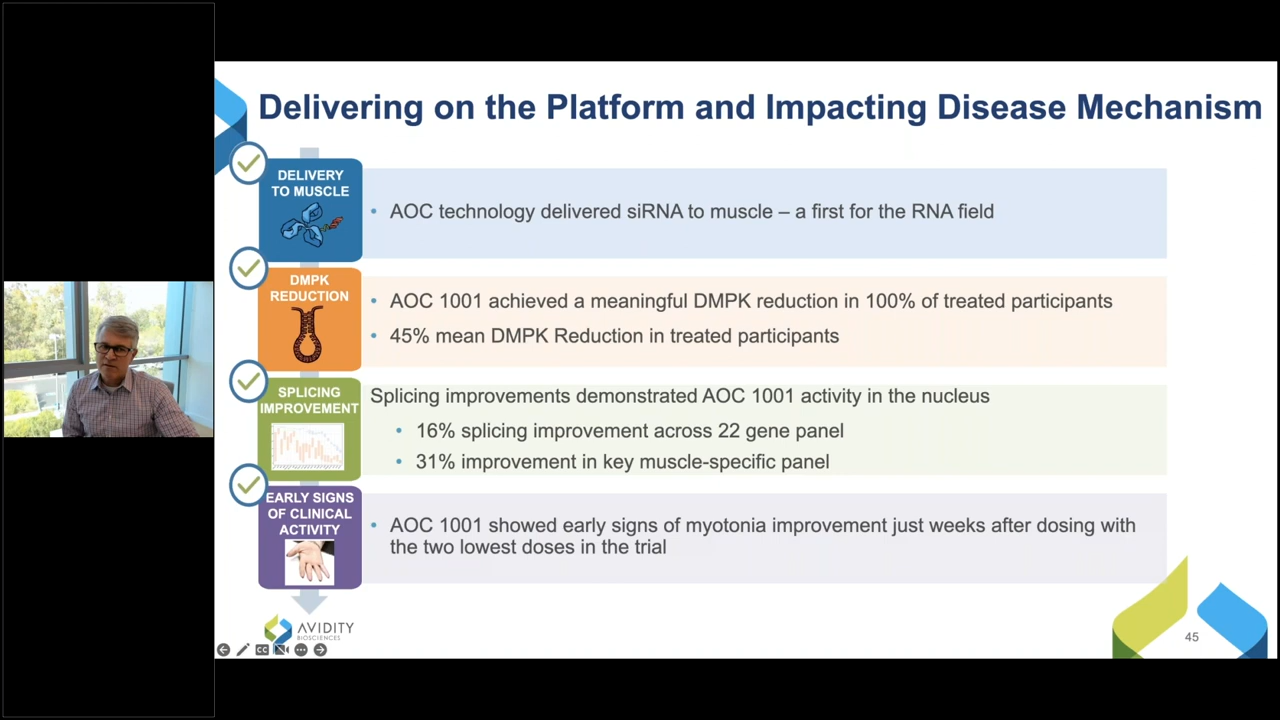 Delivering on the Platform and Impacting Disease Mechanism
DELIVERY
TO MUSCLE
• AOC technology delivered siRNA to muscle – a first for the RNA field
DMPK
REDUCTION
• AOC 1001 achieved a meaningful DMPK reduction in 100% of treated participants
• 45% mean DMPK Reduction in treated participants
SPLICING
IMPROVEMENT
Splicing improvements demonstrated AOC 1001 activity in the nucleus
• 16% splicing improvement across 22 gene panel
• 31% improvement in key muscle-specific panel
EARLY SIGNS
OF CLINICAL
ACTIVITY
• AOC 1001 showed early signs of myotonia improvement just weeks after dosing with
the two lowest doses in the trial
AVIDITY
BIOSCIENCES
CC
45